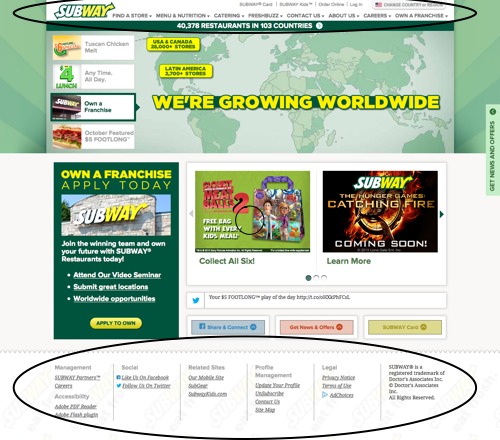 SUBWAY
SUBWAY® Card | SUBWAY Kids™ | Order Online | Log in
CHANGE COUNTRY OR REGION
FIND A STORE MENU & NUTRITION CATERING FRESHBUZZ CONTACT US ABOUT US CAREERS OWN A FRANCHISE
40,378 RESTAURANTS IN 103 COUNTRIES
Tuscan Chicken
Melt
$4
LUNCH
Any Time.
All Day.
Own a
Franchise
October Featured
$5 FOOTLONG™
USA & CANADA
28,000+ STORES
LATIN AMERICA
2,700+ STORES
WE'RE GROWING WORLDWIDE
GET NEWS AND OFFERS
OWN A FRANCHISE
APPLY TODAY
SUBWAY
Join the winning team and own
your future with SUBWAY®
Restaurants today!
Attend Our Video Seminar
Submit great locations
Worldwide opportunities
APPLY TO OWN
2
FREE BAG
WITH EVERY
KIDS MEAL!
Collect All Six!
SUBWAY
THE HUNGER GAMES
CATCHING FIRE
COMING SOON!
Learn More
Your $5 FOOTLONG™ play of the day
Share & Connect
Get News & Offers
SUBWAY Card
Management
SUBWAY Partners™
Careers
Accessibility
Adobe PDF Reader
Adobe Flash plugin
Social
Like Us On Facebook
Follow Us On Twitter
Related Sites
Our Mobile Site
SubGear
SubwayKids.com
Profile
Management
Update Your Profile
Unsubscribe
Contact Us
Site Map
Legal
Privacy Notice
Terms of Use
AdChoices
SUBWAY® is a
registered trademark of
Doctor's Associates Inc.
© Doctor's Associates
Inc.
All Rights Reserved.